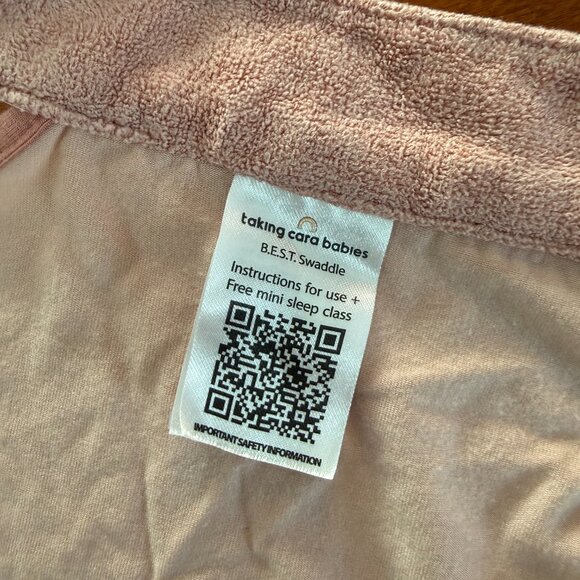 taking cara babies
B.E.S.T. Swaddle
Instructions for use +
Free mini sleep class
IMPORTANT SAFETY INFORMATION